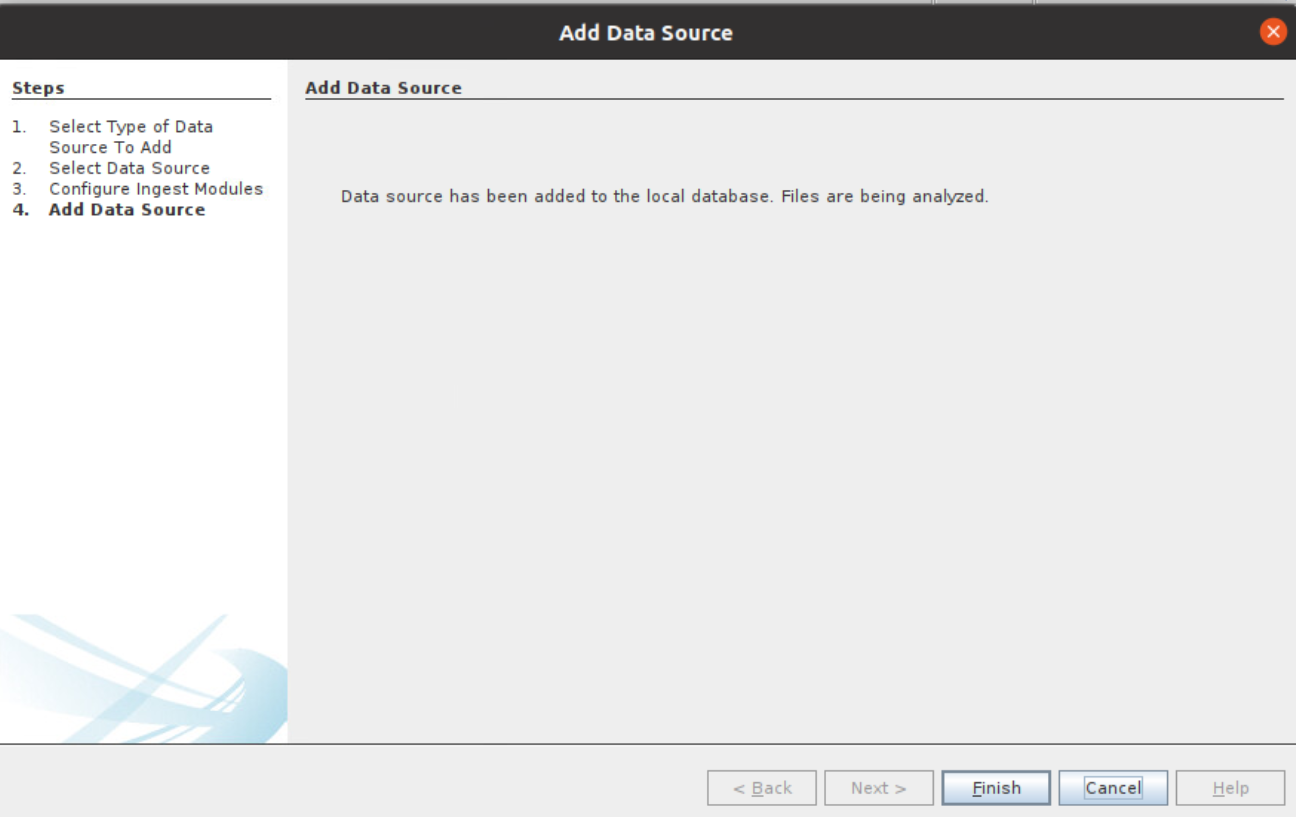 Add Data Source
Steps
1. Select Type of Data
Source To Add
2. Select Data Source
3. Configure Ingest Modules
4. Add Data Source
Add Data Source
Data source has been added to the local database. Files are being analyzed.
< Back
Next >
Finish
Cancel
Help